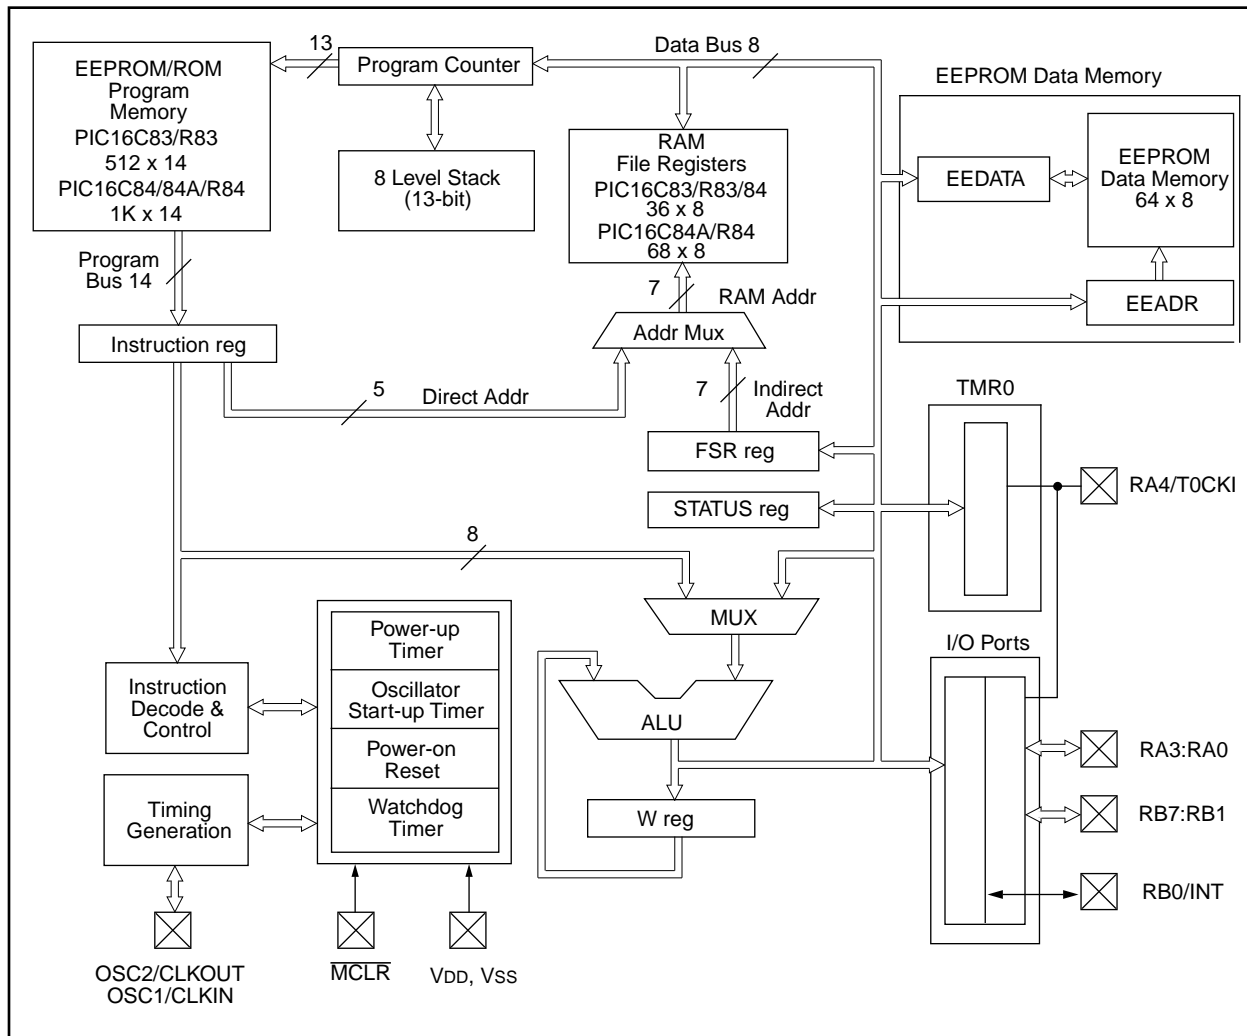 EEPROM/ROM
Program
Memory
PIC16C83/R83
512 x 14
PIC16C84/84A/R84
1K x 14
13
Program Counter
8 Level Stack
(13-bit)
Data Bus 8
RAM
File Registers
PIC16C83/R83/84
36 x 8
PIC16C84A/R84
68 x 8
EEPROM Data Memory
EEDATA
EEPROM
Data Memory
64 x 8
EEADR
Program
Bus 14
Instruction reg
7
RAM Addr
Addr Mux
5
Direct Addr
7
Indirect
Addr
FSR reg
STATUS reg
TMR0
RA4/T0CKI
8
MUX
ALU
W reg
Power-up
Timer
Oscillator
Start-up Timer
Power-on
Reset
Watchdog
Timer
Instruction
Decode &
Control
Timing
Generation
OSC2/CLKOUT
OSC1/CLKIN
MCLR
VDD, VSS
I/O Ports
RA3:RA0
RB7:RB1
RB0/INT